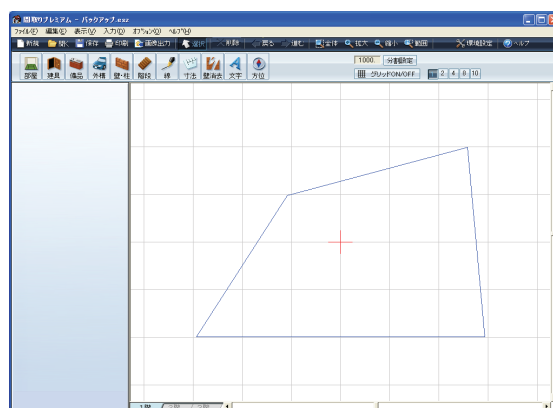 間取りプレミアム - バックアップ.exz
ファイル(F) 編集(E) 表示(V) 入力(D) オプション(O) ヘルプ(H)
新規 開く 保存 印刷 画像出力 選択 削除 戻る 進む 全体 拡大 縮小 範囲 環境設定 ヘルプ
1000. 分割設定
グリッドON/OFF 2 4 8 10
部屋 建具 備品 外構 壁・柱 階段 線 寸法 壁消去 文字 方位
1階 2階 3階